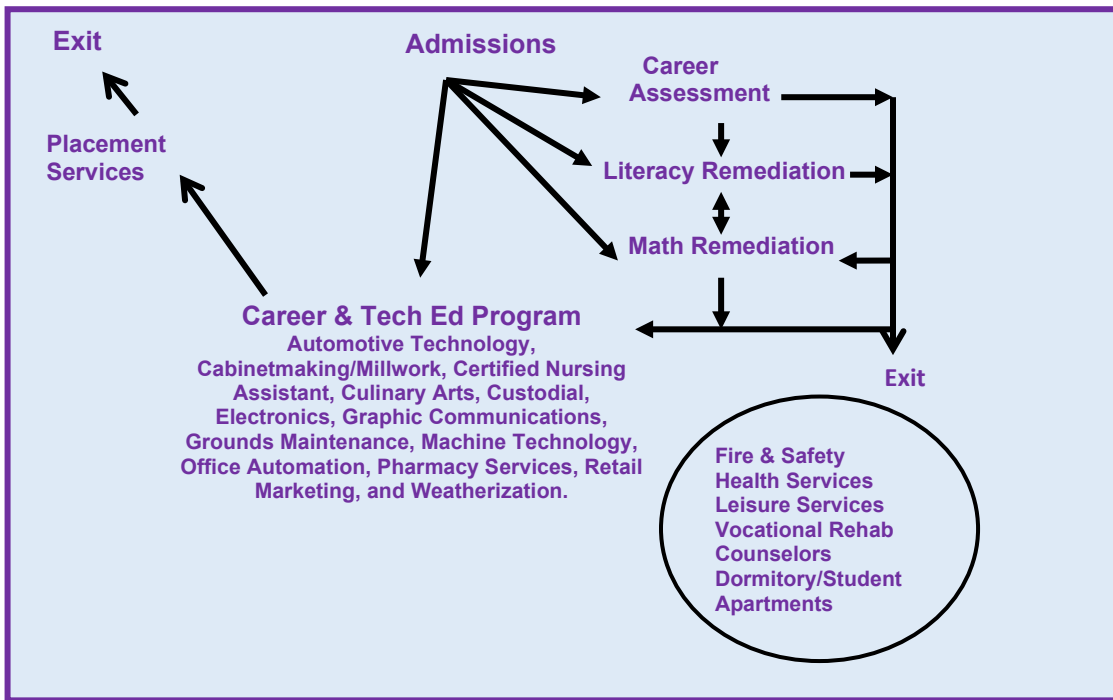 Exit
Admissions
Career
Assessment
Placement
Services
Literacy Remediation
Math Remediation
Career & Tech Ed Program
Automotive Technology,
Cabinetmaking/Millwork, Certified Nursing
Assistant, Culinary Arts, Custodial,
Electronics, Graphic Communications,
Grounds Maintenance, Machine Technology,
Office Automation, Pharmacy Services, Retail
Marketing, and Weatherization.
Exit
Fire & Safety
Health Services
Leisure Services
Vocational Rehab
Counselors
Dormitory/Student
Apartments